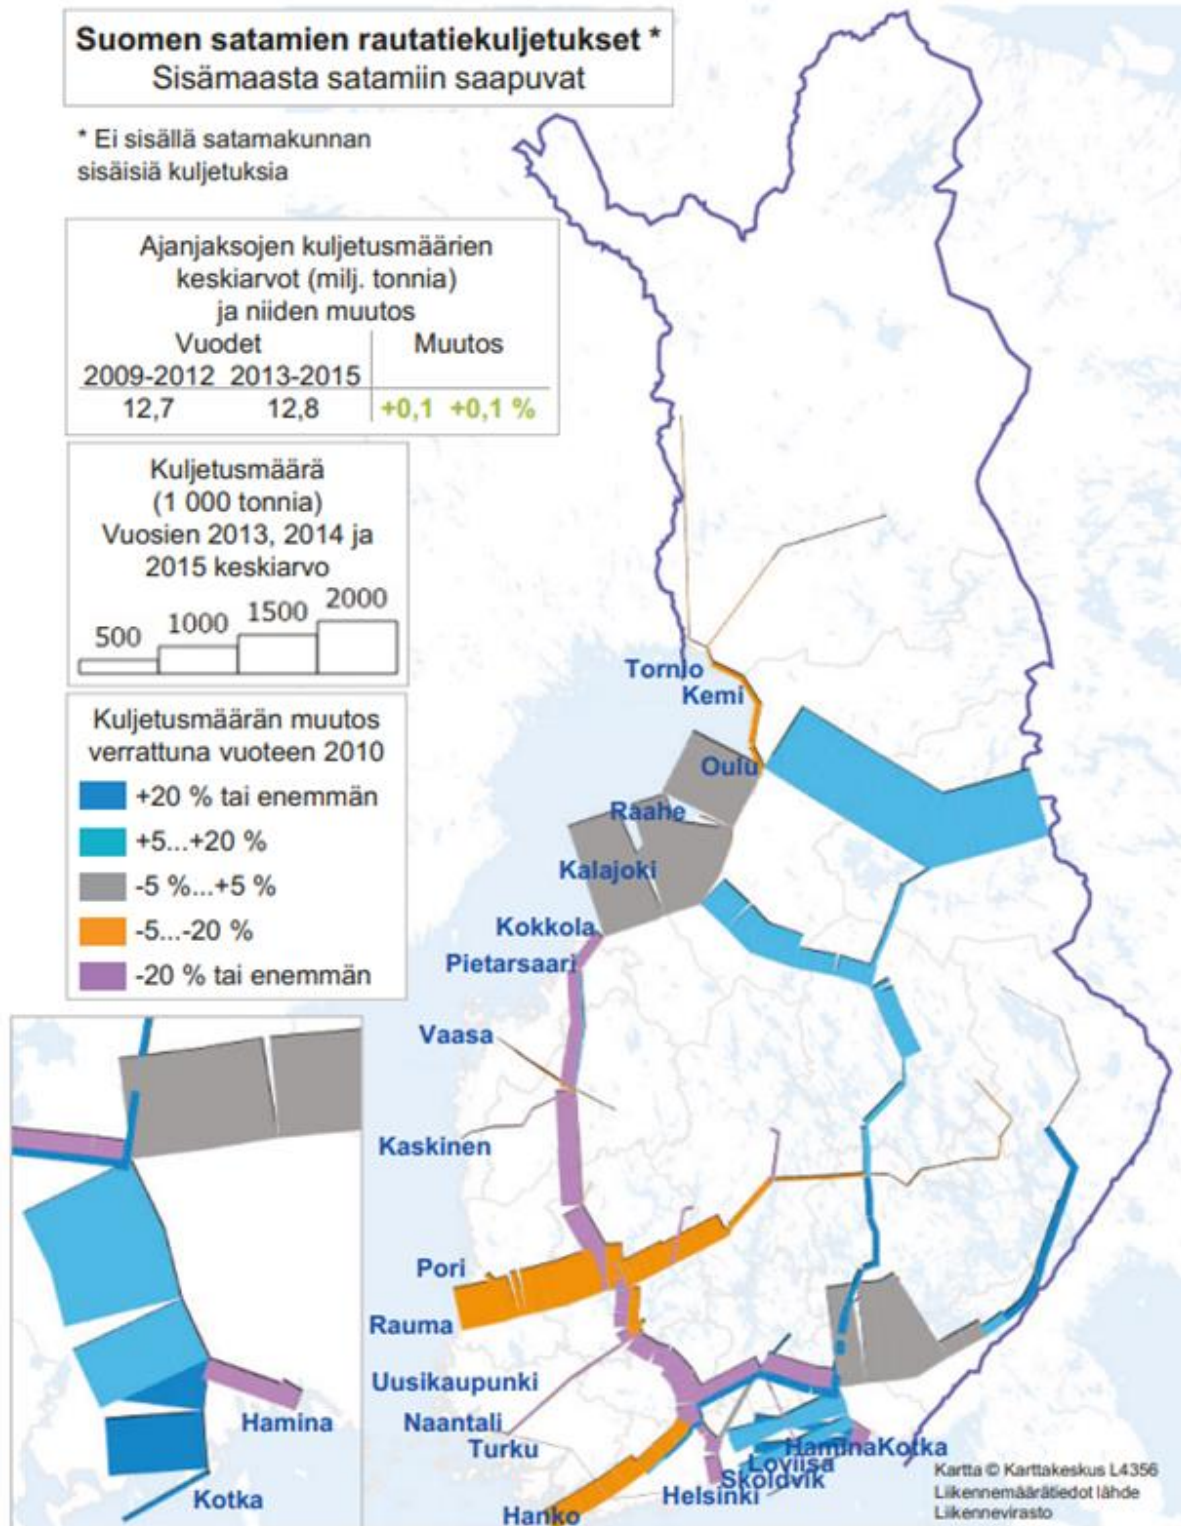 Suomen satamien rautatiekuljetukset *
Sisämaasta satamiin saapuvat
* Ei sisällä satamakunnan
sisäisiä kuljetuksia
Ajanjaksojen kuljetusmäärien
keskiarvot (milj. tonnia)
ja niiden muutos
Vuodet Muutos
2009-2012 2013-2015
12,7 12,8 +0,1 +0,1 %
Kuljetusmäärä
(1 000 tonnia)
Vuosien 2013, 2014 ja
2015 keskiarvo
500 1000 1500 2000
Kuljetusmäärän muutos
verrattuna vuoteen 2010
+20 % tai enemmän
+5...+20 %
-5 %...+5 %
-5...-20 %
-20 % tai enemmän
Tornio
Kemi
Oulu
Raahe
Kalajoki
Kokkola
Pietarsaari
Vaasa
Kaskinen
Pori
Rauma
Uusikaupunki
Naantali
Turku
HaminaKotka
Loviisa
Sköldvik
Helsinki
Hanko
Hamina
Kotka
Kartta © Karttakeskus L4356
Liikennemäärätiedot lähde
Liikennevirasto